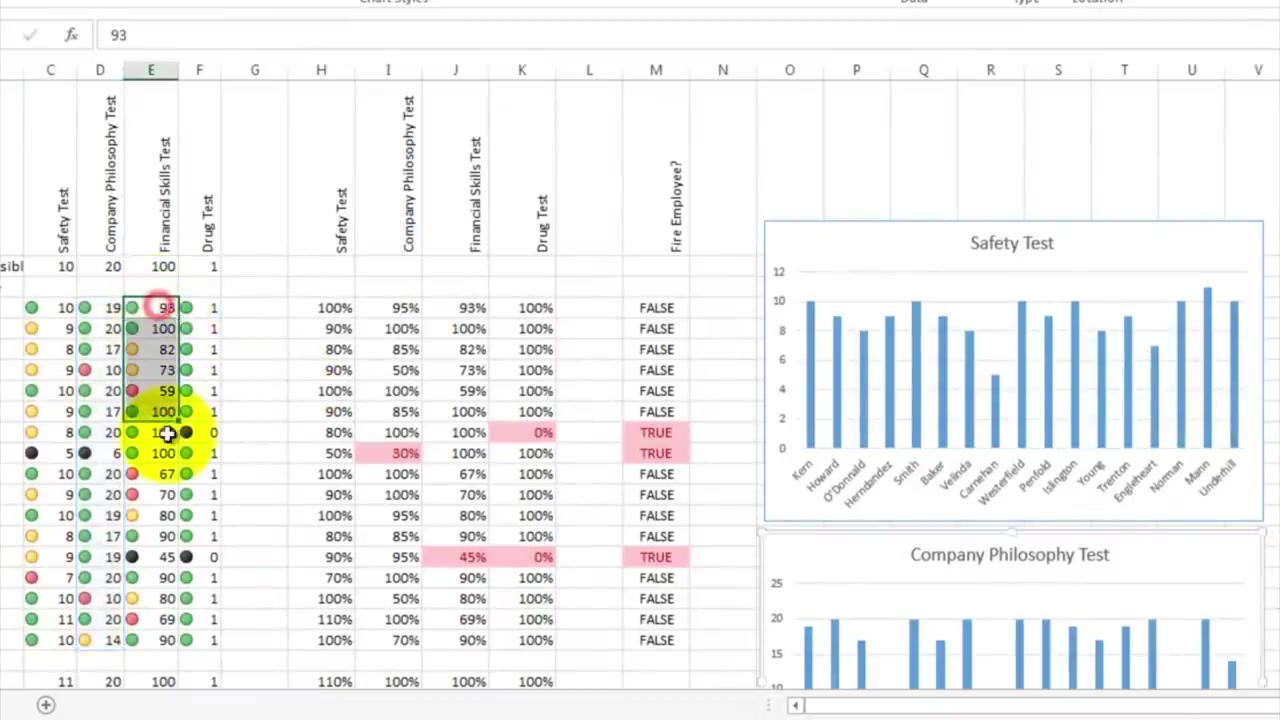 93
C D E F G H I J K L M N O P Q R S T U V
Safety Test Company Philosophy Test Financial Skills Test Drug Test Safety Test Company Philosophy Test Financial Skills Test Drug Test Fire Employee?
sibl 10 20 100 1
10 19 93 1 100% 95% 93% 100% FALSE
9 20 100 1 90% 100% 100% 100% FALSE
8 17 82 1 80% 85% 82% 100% FALSE
9 10 73 1 90% 50% 73% 100% FALSE
10 20 59 1 100% 100% 59% 100% FALSE
9 17 100 1 90% 85% 100% 100% FALSE
8 20 0 80% 100% 100% 0% TRUE
5 6 100 1 50% 30% 100% 100% TRUE
10 20 67 1 100% 100% 67% 100% FALSE
9 20 70 1 90% 100% 70% 100% FALSE
10 19 80 1 100% 95% 80% 100% FALSE
8 17 90 1 80% 85% 90% 100% FALSE
9 19 45 0 90% 95% 45% 0% TRUE
7 20 90 1 70% 100% 90% 100% FALSE
10 10 80 1 100% 50% 80% 100% FALSE
11 20 69 1 110% 100% 69% 100% FALSE
10 14 90 1 100% 70% 90% 100% FALSE
11 20 100 1 110% 100% 100% 100%
Safety Test
12
10
8
6
4
2
0
Kern Howard O'Donnald Herndandez Smith Baker Velinda Carnehan Westerfield Penfold Islington Young Trenton Engleheart Norman Mann Underhill
Company Philosophy Test
25
20
15
10